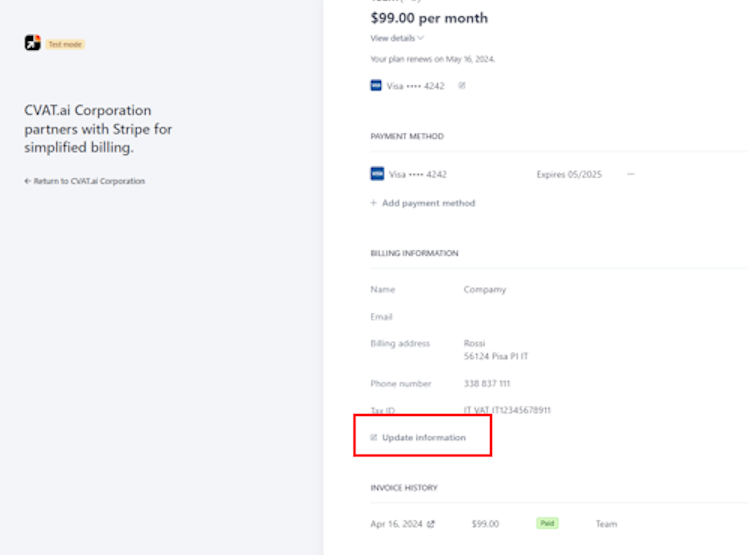 Test mode
CVAT.ai Corporation
partners with Stripe for
simplified billing.
← Return to CVAT.ai Corporation
$99.00 per month
View details
Your plan renews on May 16, 2024.
VISA Visa •••• 4242
PAYMENT METHOD
VISA Visa •••• 4242 Expires 05/2025 ···
+ Add payment method
BILLING INFORMATION
Name Compamy
Email
Billing address Rossi
56124 Pisa PI IT
Phone number 338 837 111
Tax ID IT VAT IT12345678911
Update information
INVOICE HISTORY
Apr 16, 2024 $99.00 Paid Team